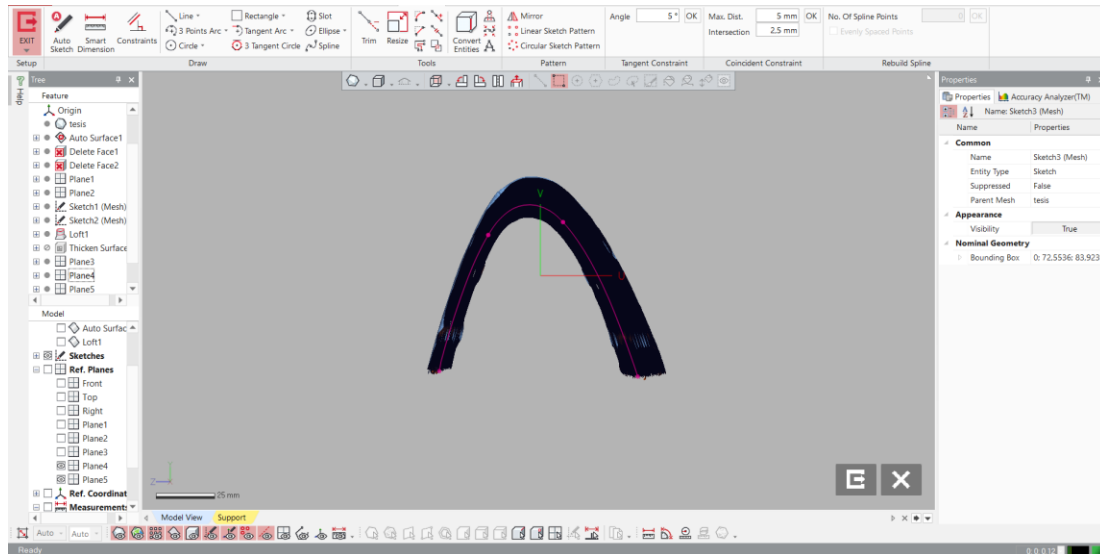 Line Rectangle Slot Mirror Angle 5° OK Max. Dist. 5 mm OK No. Of Spline Points 0 OK
3 Points Arc Tangent Arc Ellipse Linear Sketch Pattern Intersection 2.5 mm Evenly Spaced Points
EXIT Auto Sketch Smart Dimension Constraints Circle 3 Tangent Circle Spline Trim Resize Convert Entities Circular Sketch Pattern
Setup Draw Tools Pattern Tangent Constraint Coincident Constraint Rebuild Spline
Help
Tree
Feature
Origin
tesis
Auto Surface1
Delete Face1
Delete Face2
Plane1
Plane2
Sketch1 (Mesh)
Sketch2 (Mesh)
Loft1
Thicken Surface
Plane3
Plane4
Plane5
Model
Auto Surfac
Loft1
Sketches
Ref. Planes
Front
Top
Right
Plane1
Plane2
Plane3
Plane4
Plane5
Ref. Coordinat
Measurement
V
U
Z
25 mm
Model View Support
Properties
Properties Accuracy Analyzer(TM)
Name: Sketch3 (Mesh)
Name Properties
Common
Name Sketch3 (Mesh)
Entity Type Sketch
Suppressed False
Parent Mesh tesis
Appearance
Visibility True
Nominal Geometry
Bounding Box 0; 72.5536; 83.923
Auto Auto
Ready 0:0:0.12